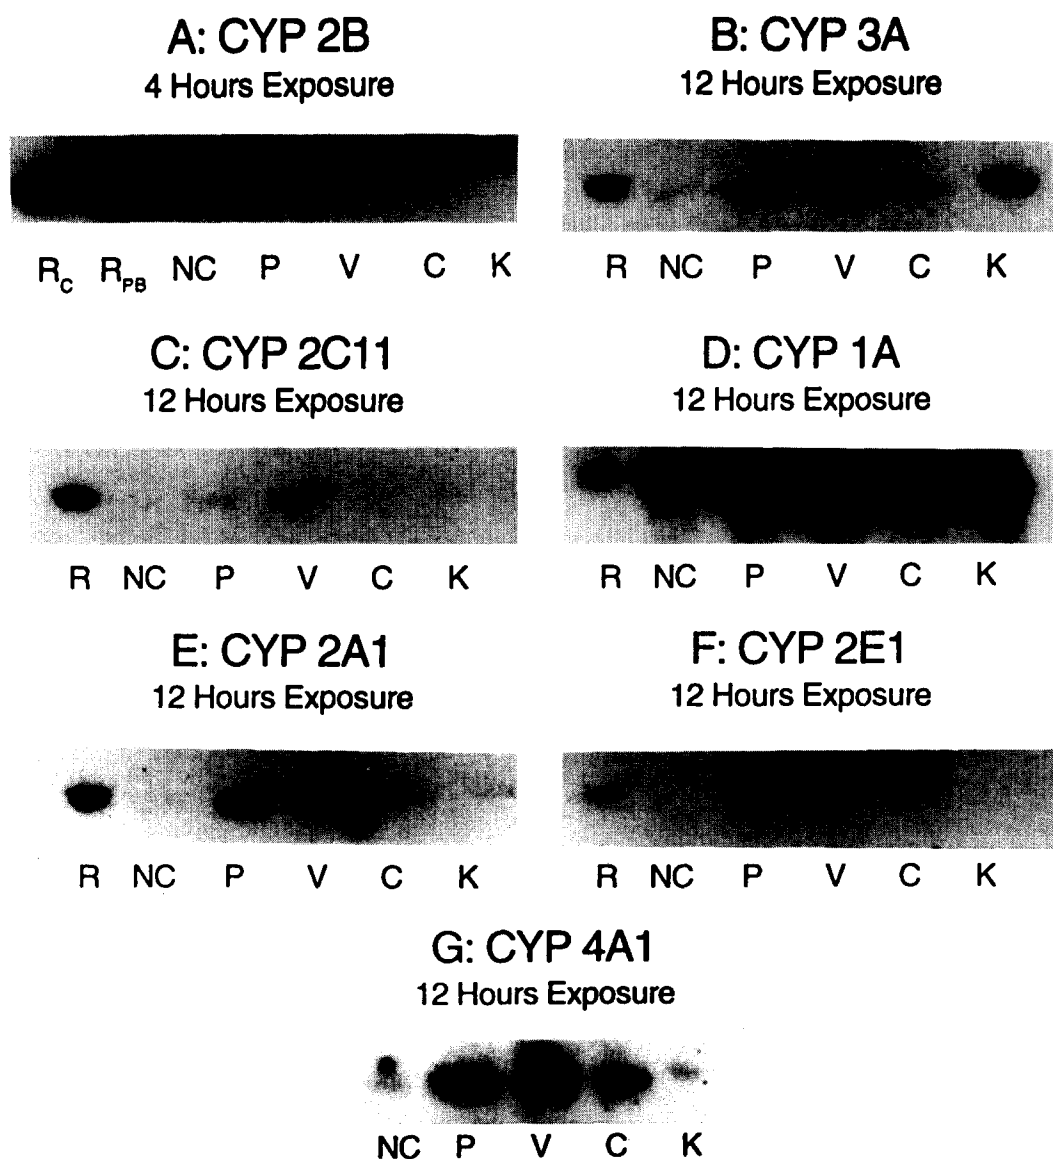 A: CYP 2B
4 Hours Exposure
R_C R_PB NC P V C K
B: CYP 3A
12 Hours Exposure
R NC P V C K
C: CYP 2C11
12 Hours Exposure
R NC P V C K
D: CYP 1A
12 Hours Exposure
R NC P V C K
E: CYP 2A1
12 Hours Exposure
R NC P V C K
F: CYP 2E1
12 Hours Exposure
R NC P V C K
G: CYP 4A1
12 Hours Exposure
NC P V C K